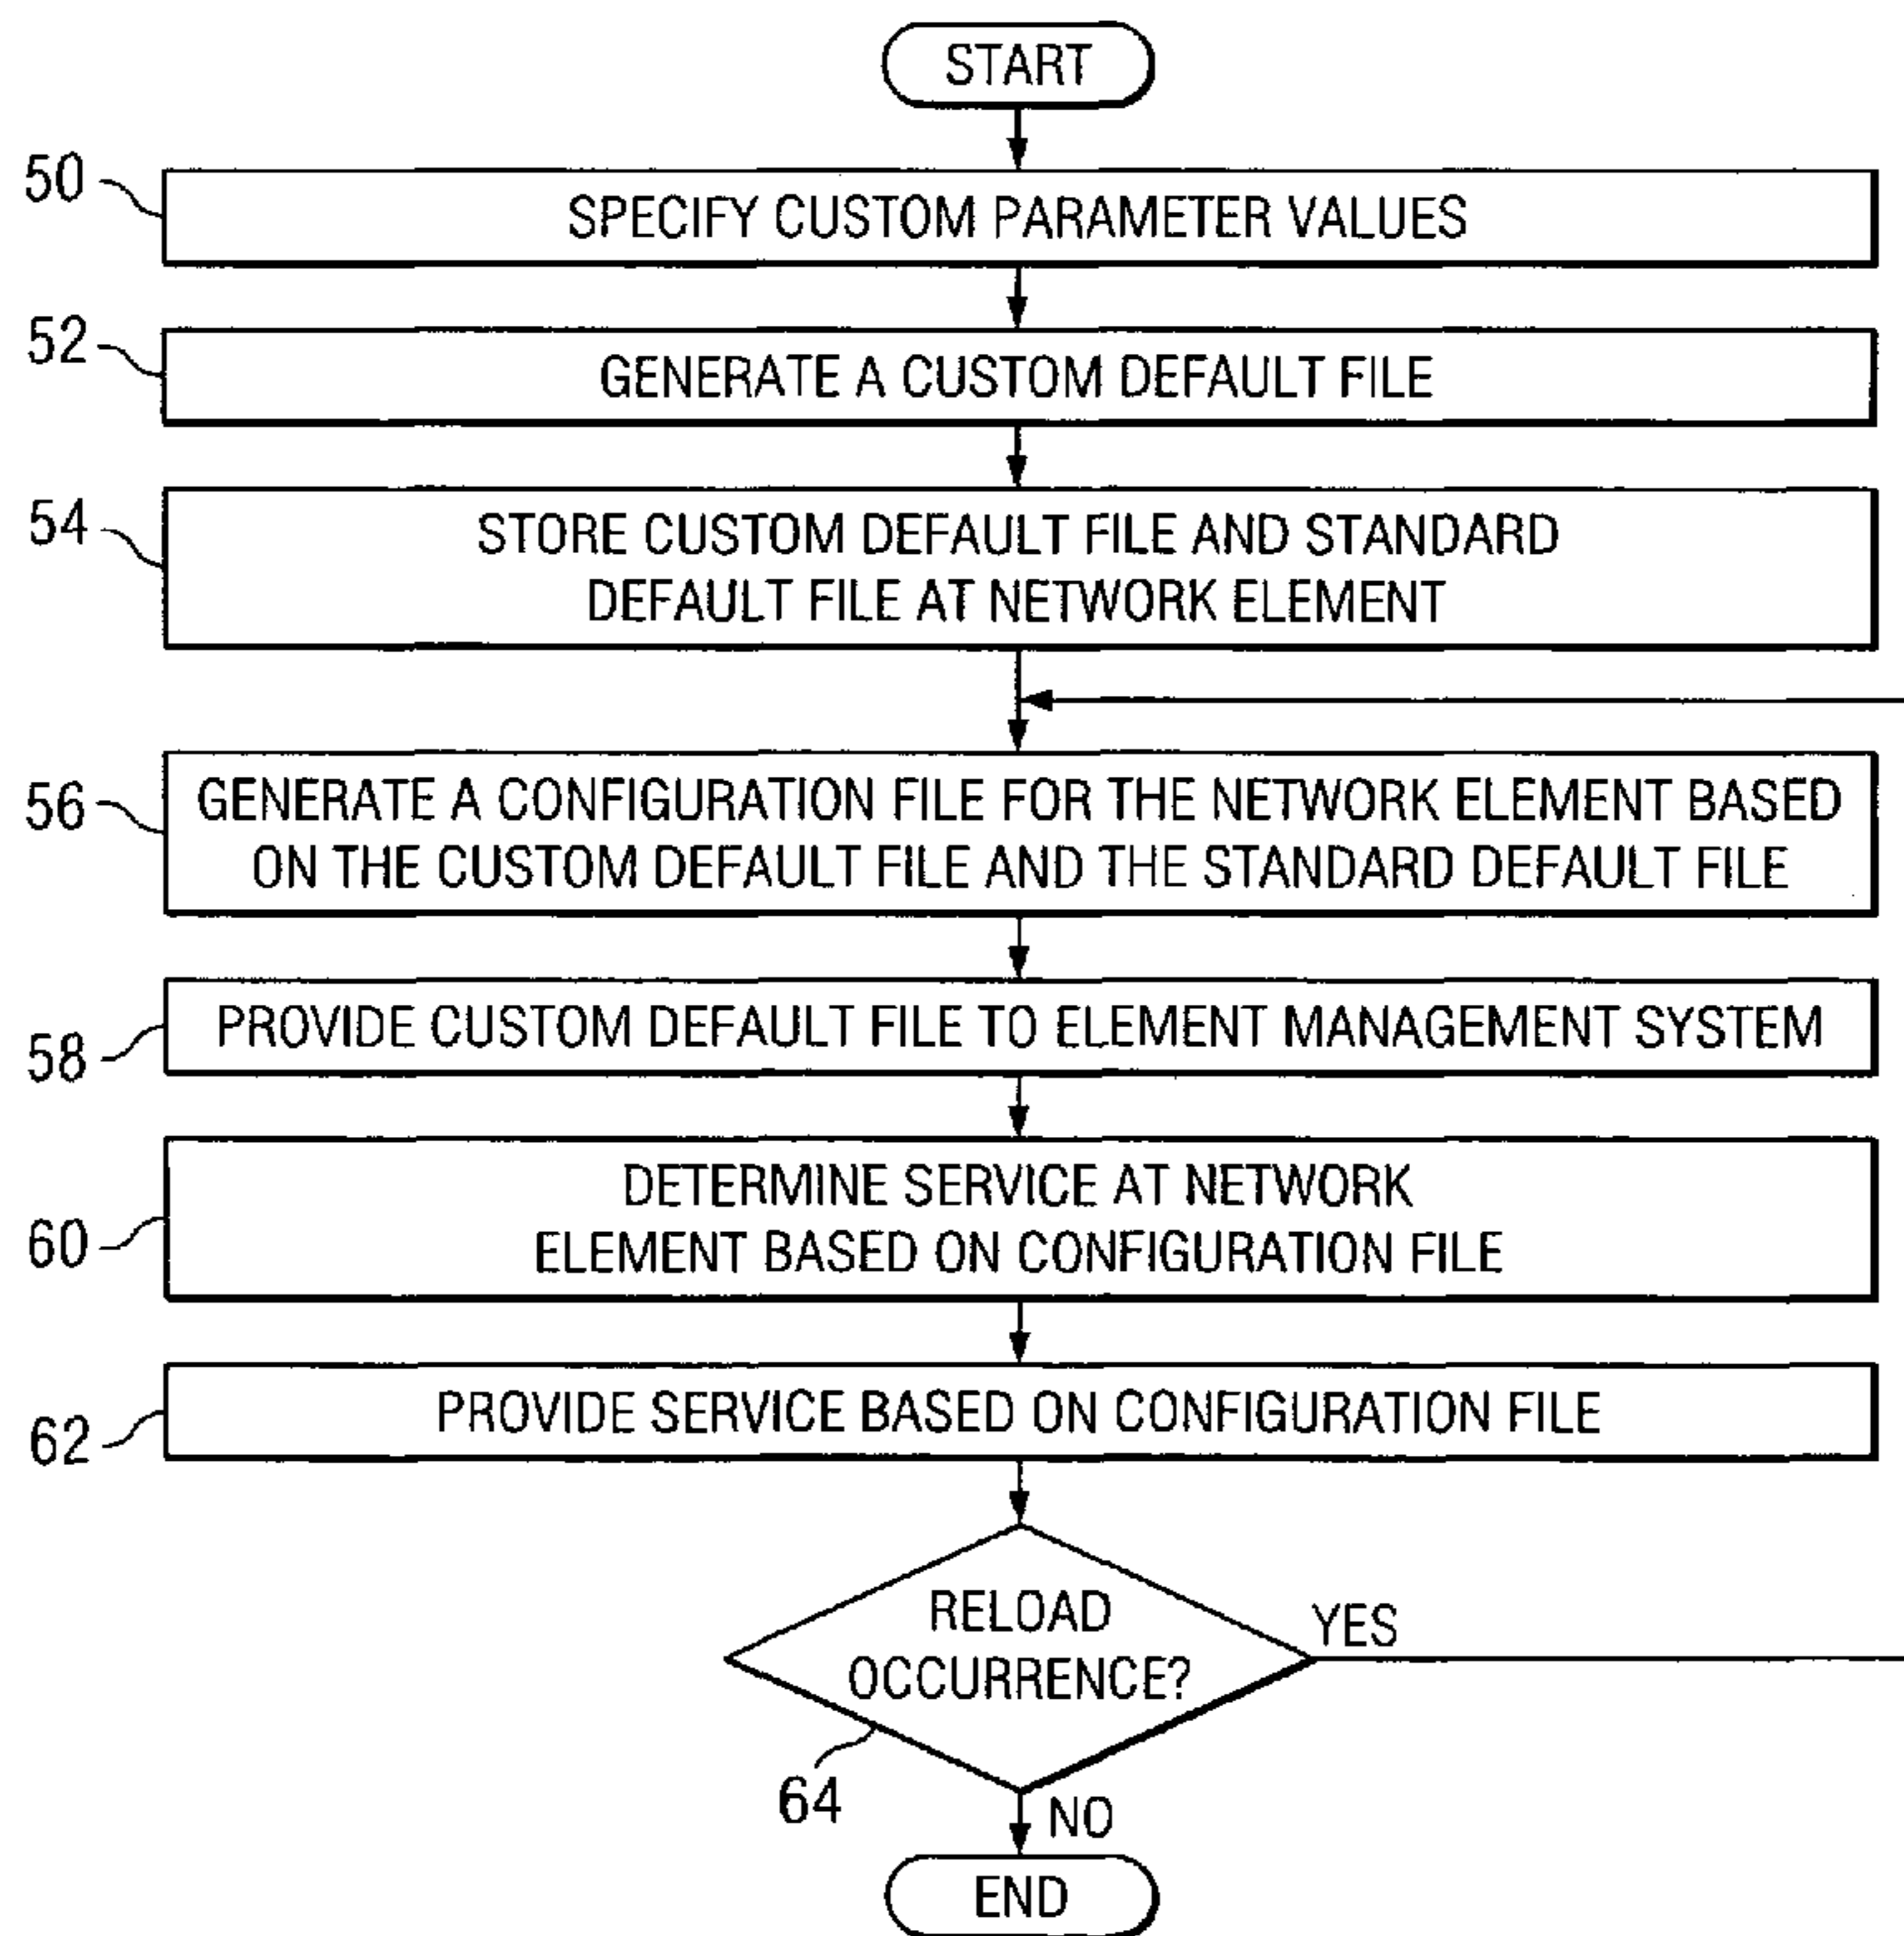 START
50
SPECIFY CUSTOM PARAMETER VALUES
52
GENERATE A CUSTOM DEFAULT FILE
54
STORE CUSTOM DEFAULT FILE AND STANDARD
DEFAULT FILE AT NETWORK ELEMENT
56
GENERATE A CONFIGURATION FILE FOR THE NETWORK ELEMENT BASED
ON THE CUSTOM DEFAULT FILE AND THE STANDARD DEFAULT FILE
58
PROVIDE CUSTOM DEFAULT FILE TO ELEMENT MANAGEMENT SYSTEM
60
DETERMINE SERVICE AT NETWORK
ELEMENT BASED ON CONFIGURATION FILE
62
PROVIDE SERVICE BASED ON CONFIGURATION FILE
RELOAD
OCCURRENCE?
YES
64
NO
END